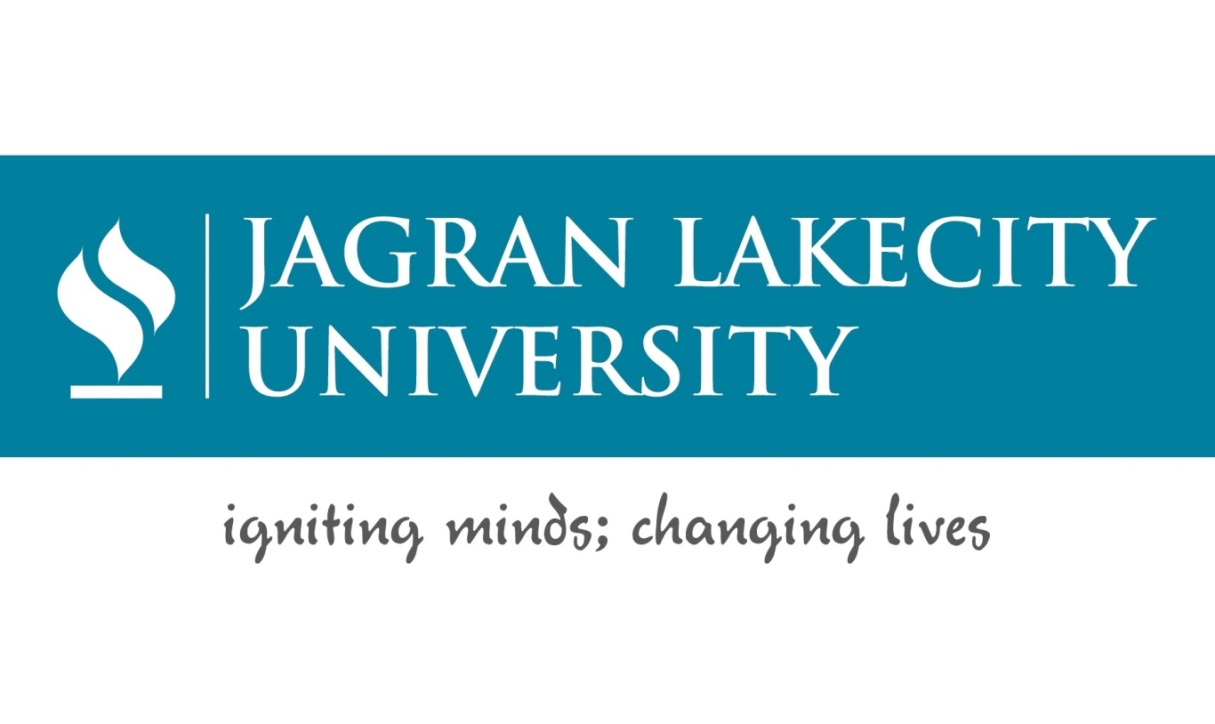 JAGRAN LAKECITY
UNIVERSITY
igniting minds; changing lives